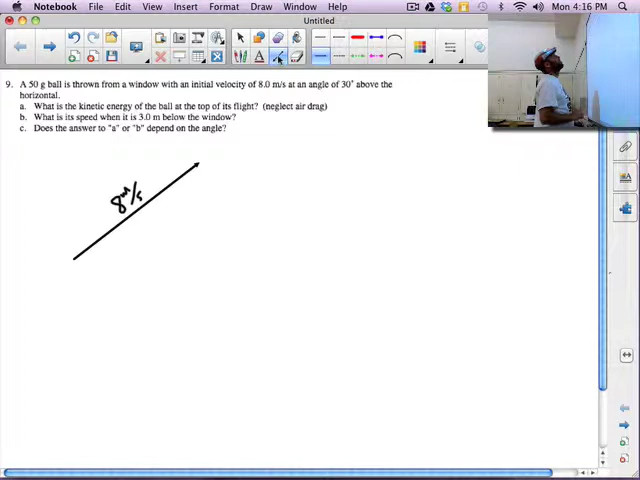 Notebook File Edit View Insert Format Draw Window Help
Mon 4:16 PM
Untitled
9. A 50 g ball is thrown from a window with an initial velocity of 8.0 m/s at an angle of 30° above the
horizontal.
a. What is the kinetic energy of the ball at the top of its flight? (neglect air drag)
b. What is its speed when it is 3.0 m below the window?
c. Does the answer to "a" or "b" depend on the angle?
8 m/s